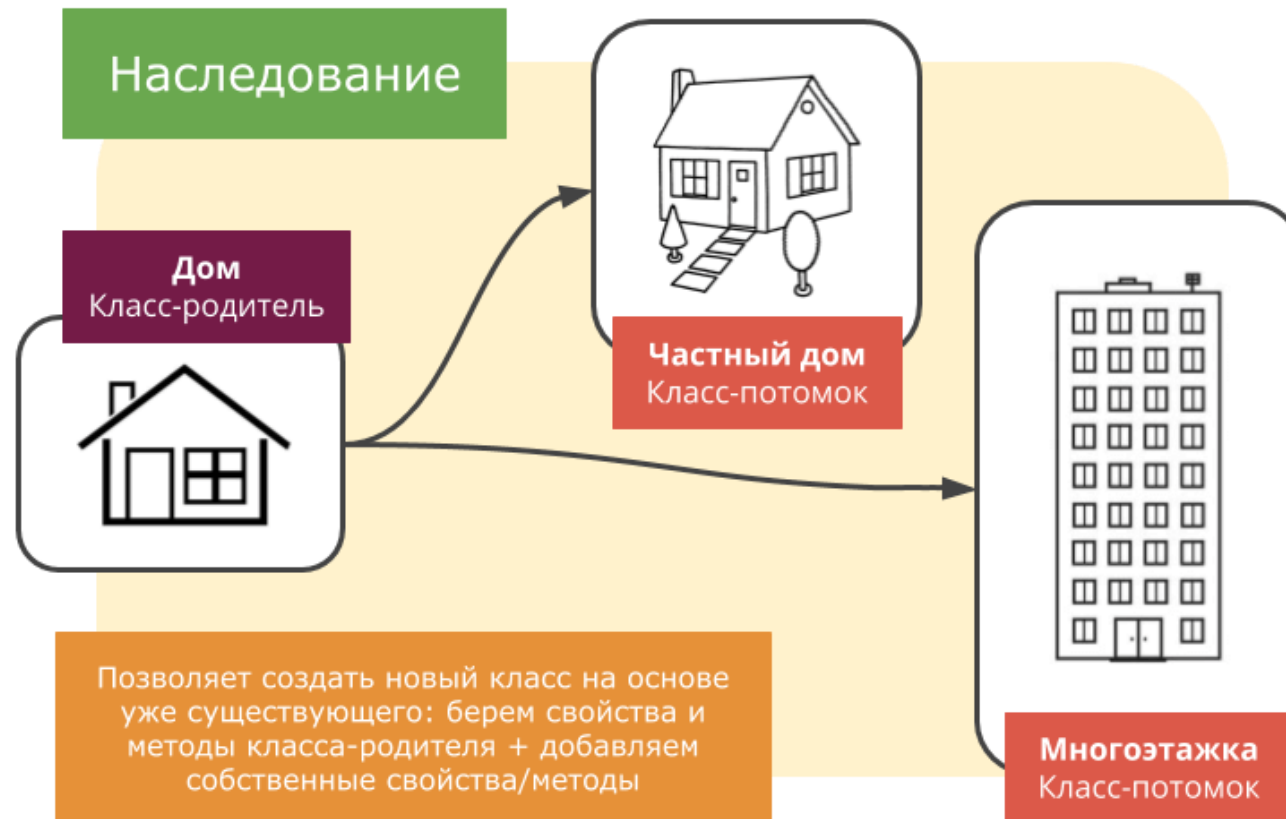 Наследование
Дом
Класс-родитель
Частный дом
Класс-потомок
Позволяет создать новый класс на основе
уже существующего: берем свойства и
методы класса-родителя + добавляем
собственные свойства/методы
Многоэтажка
Класс-потомок